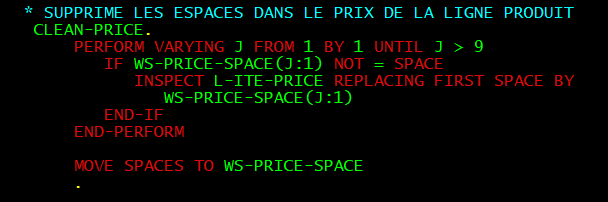 * SUPPRIME LES ESPACES DANS LE PRIX DE LA LIGNE PRODUIT
CLEAN-PRICE.
PERFORM VARYING J FROM 1 BY 1 UNTIL J > 9
IF WS-PRICE-SPACE(J:1) NOT = SPACE
INSPECT L-ITE-PRICE REPLACING FIRST SPACE BY
WS-PRICE-SPACE(J:1)
END-IF
END-PERFORM
MOVE SPACES TO WS-PRICE-SPACE
.